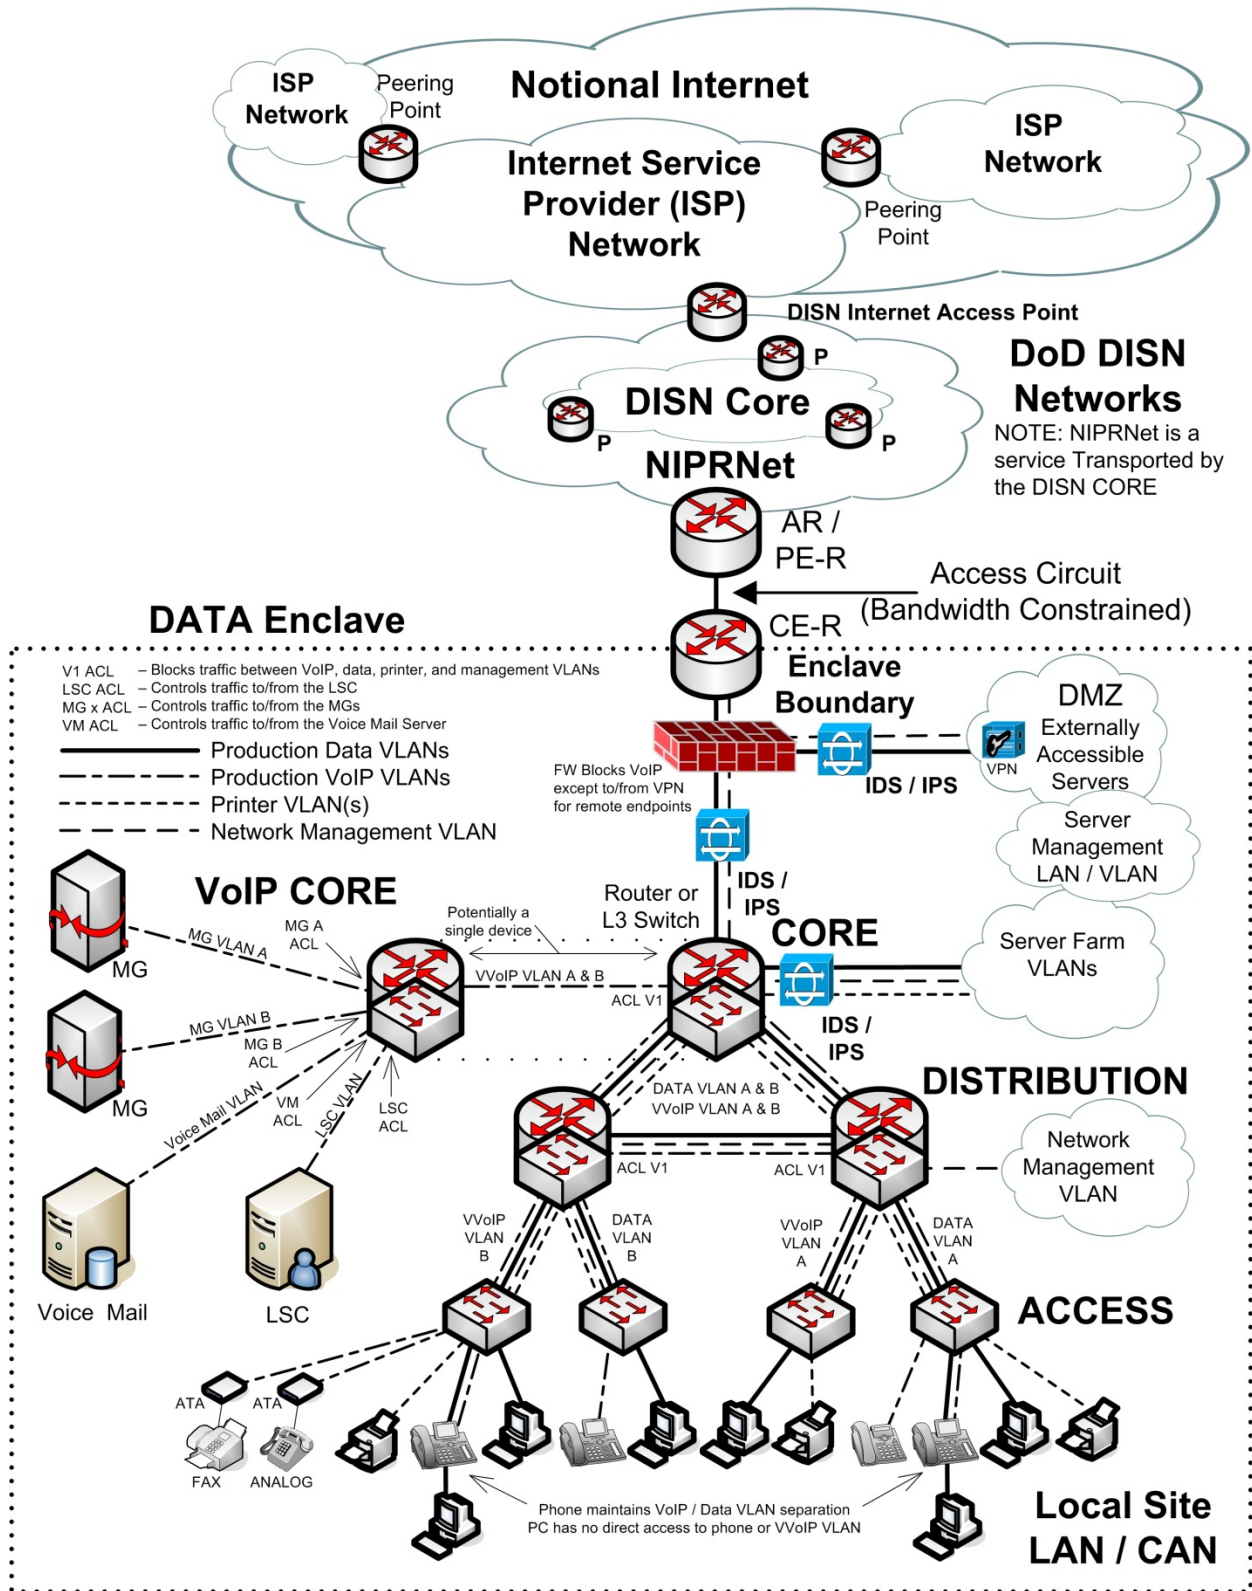 Notional Internet
ISP
Network
Peering
Point
ISP
Network
Internet Service
Provider (ISP)
Network
Peering
Point
DISN Internet Access Point
P
DISN Core
P
P
NIPRNet
DoD DISN
Networks
NOTE: NIPRNet is a
service Transported by
the DISN CORE
AR /
PE-R
Access Circuit
(Bandwidth Constrained)
CE-R
DATA Enclave
V1 ACL – Blocks traffic between VoIP, data, printer, and management VLANs
LSC ACL – Controls traffic to/from the LSC
MG x ACL – Controls traffic to/from the MGs
VM ACL – Controls traffic to/from the Voice Mail Server
Production Data VLANs
Production VoIP VLANs
Printer VLAN(s)
Network Management VLAN
Enclave
Boundary
FW Blocks VoIP
except to/from VPN
for remote endpoints
IDS / IPS
VPN
DMZ
Externally
Accessible
Servers
Server
Management
LAN / VLAN
IDS /
IPS
VoIP CORE
Router or
L3 Switch
Potentially a
single device
CORE
Server Farm
VLANs
MG
MG VLAN A
MG A
ACL
VVoIP VLAN A & B
ACL V1
IDS /
IPS
MG
MG VLAN B
MG B
ACL
Voice Mail VLAN
VM
ACL
LSC VLAN
LSC
ACL
Voice Mail
LSC
DATA VLAN A & B
VVoIP VLAN A & B
DISTRIBUTION
ACL V1
ACL V1
Network
Management
VLAN
VVoIP
VLAN
B
DATA
VLAN
B
VVoIP
VLAN
A
DATA
VLAN
A
ACCESS
ATA
ATA
FAX
ANALOG
Phone maintains VoIP / Data VLAN separation
PC has no direct access to phone or VVoIP VLAN
Local Site
LAN / CAN